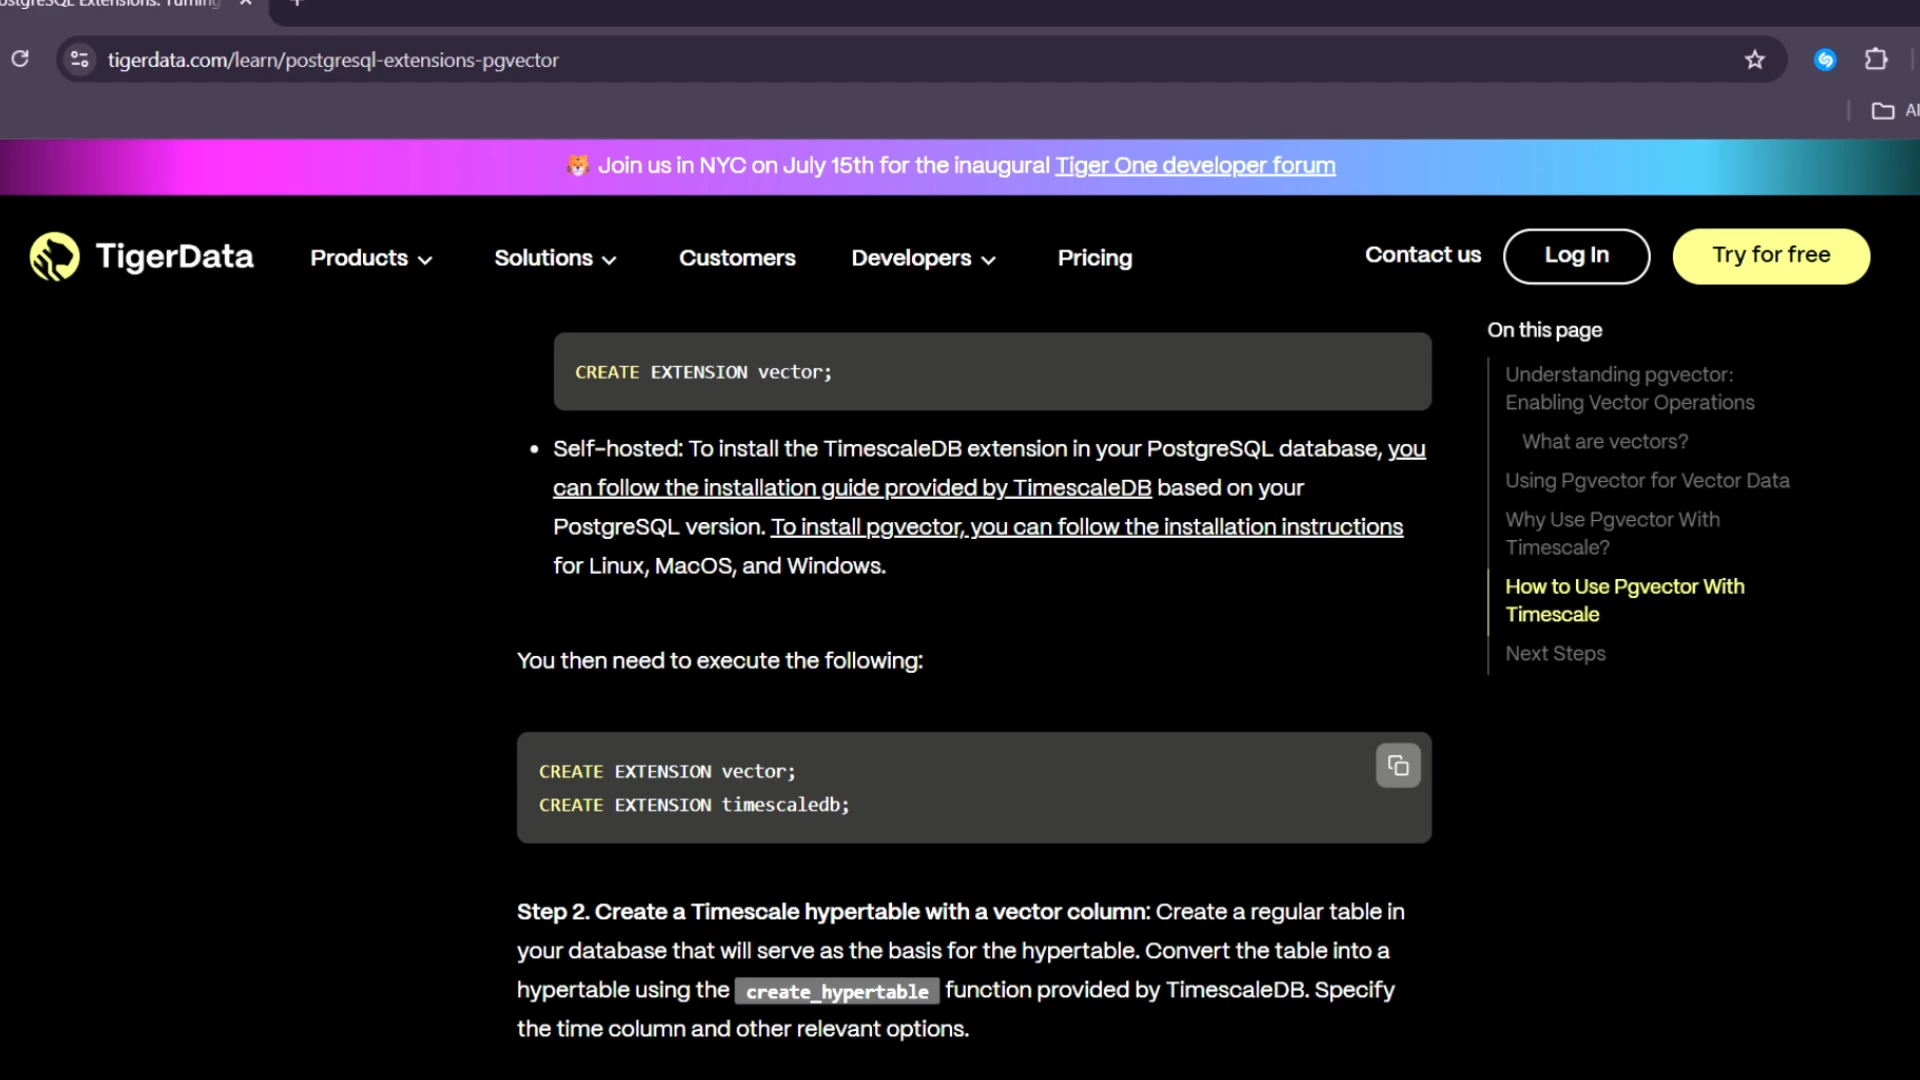 PostgreSQL Extensions: Turning
tigerdata.com/learn/postgresql-extensions-pgvector
Join us in NYC on July 15th for the inaugural Tiger One developer forum
TigerData
Products
Solutions
Customers
Developers
Pricing
Contact us
Log In
Try for free
CREATE EXTENSION vector;
• Self-hosted: To install the TimescaleDB extension in your PostgreSQL database, you
can follow the installation guide provided by TimescaleDB based on your
PostgreSQL version. To install pgvector, you can follow the installation instructions
for Linux, MacOS, and Windows.
You then need to execute the following:
CREATE EXTENSION vector;
CREATE EXTENSION timescaledb;
Step 2. Create a Timescale hypertable with a vector column: Create a regular table in
your database that will serve as the basis for the hypertable. Convert the table into a
hypertable using the create_hypertable function provided by TimescaleDB. Specify
the time column and other relevant options.
On this page
Understanding pgvector:
Enabling Vector Operations
What are vectors?
Using Pgvector for Vector Data
Why Use Pgvector With
Timescale?
How to Use Pgvector With
Timescale
Next Steps